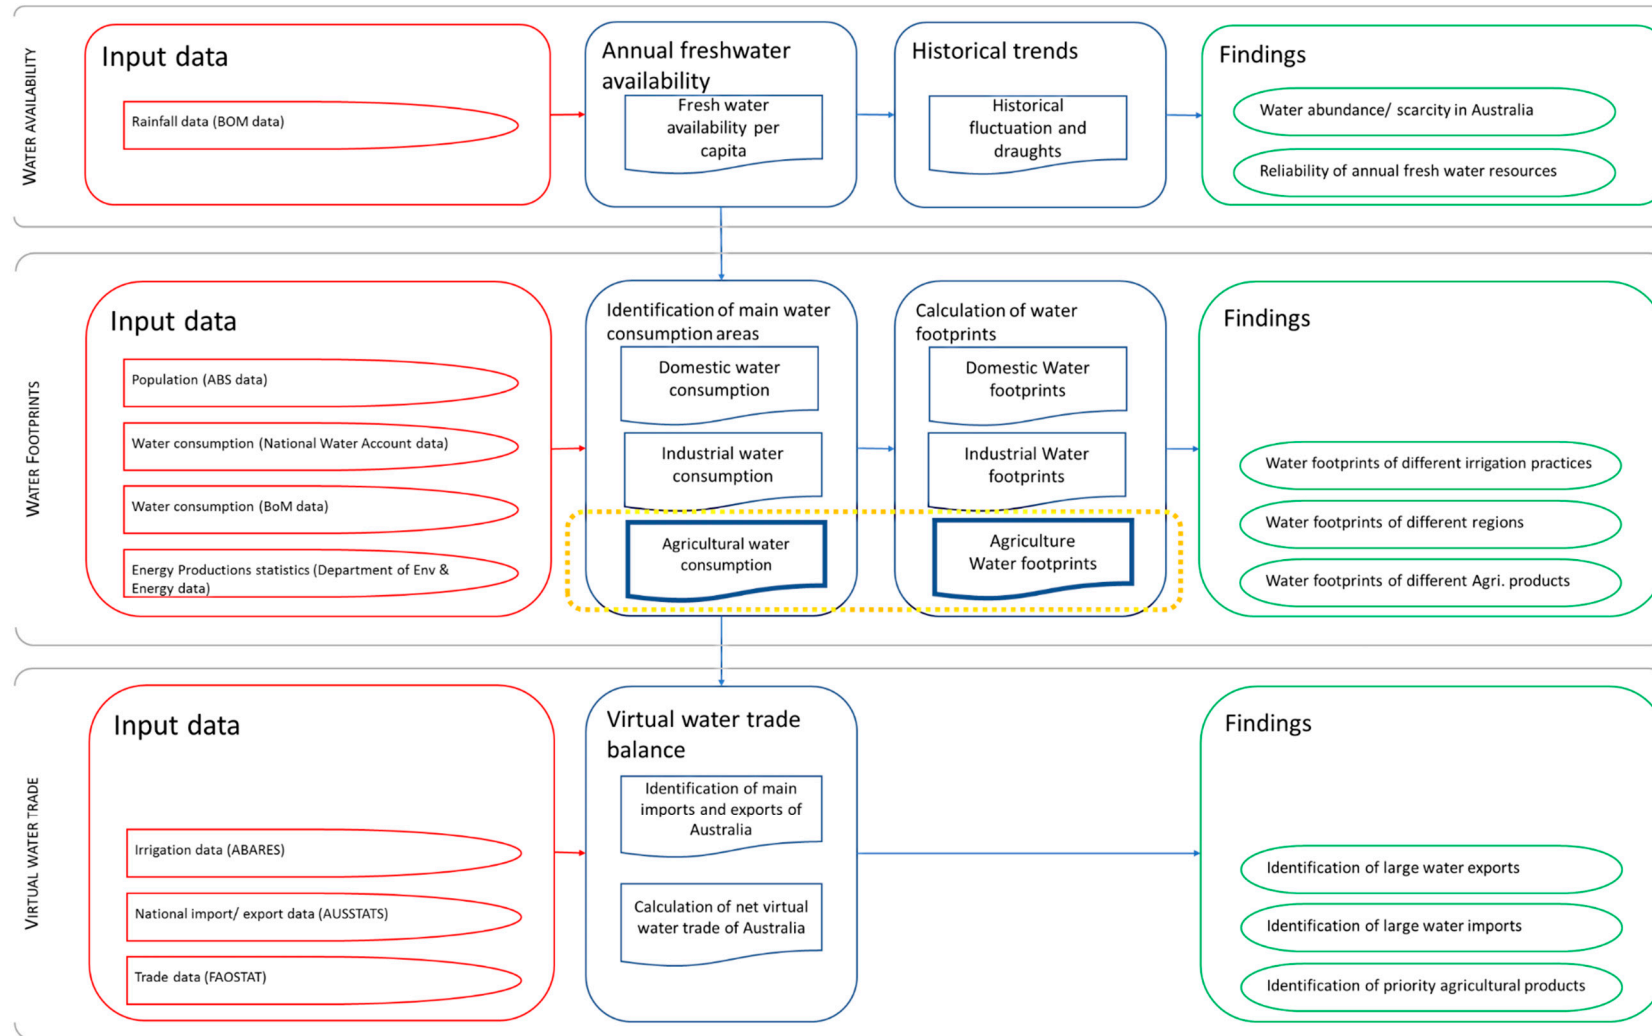 WATER AVAILABILITY
Input data
Rainfall data (BOM data)
Annual freshwater
availability
Fresh water
availability per
capita
Historical trends
Historical
fluctuation and
draughts
Findings
Water abundance/ scarcity in Australia
Reliability of annual fresh water resources
WATER FOOTPRINTS
Input data
Population (ABS data)
Water consumption (National Water Account data)
Water consumption (BoM data)
Energy Productions statistics (Department of Env &
Energy data)
Identification of main water
consumption areas
Domestic water
consumption
Industrial water
consumption
Agricultural water
consumption
Calculation of water
footprints
Domestic Water
footprints
Industrial Water
footprints
Agriculture
Water footprints
Findings
Water footprints of different irrigation practices
Water footprints of different regions
Water footprints of different Agri. products
VIRTUAL WATER TRADE
Input data
Irrigation data (ABARES)
National import/ export data (AUSSTATS)
Trade data (FAOSTAT)
Virtual water trade
balance
Identification of main
imports and exports of
Australia
Calculation of net virtual
water trade of Australia
Findings
Identification of large water exports
Identification of large water imports
Identification of priority agricultural products